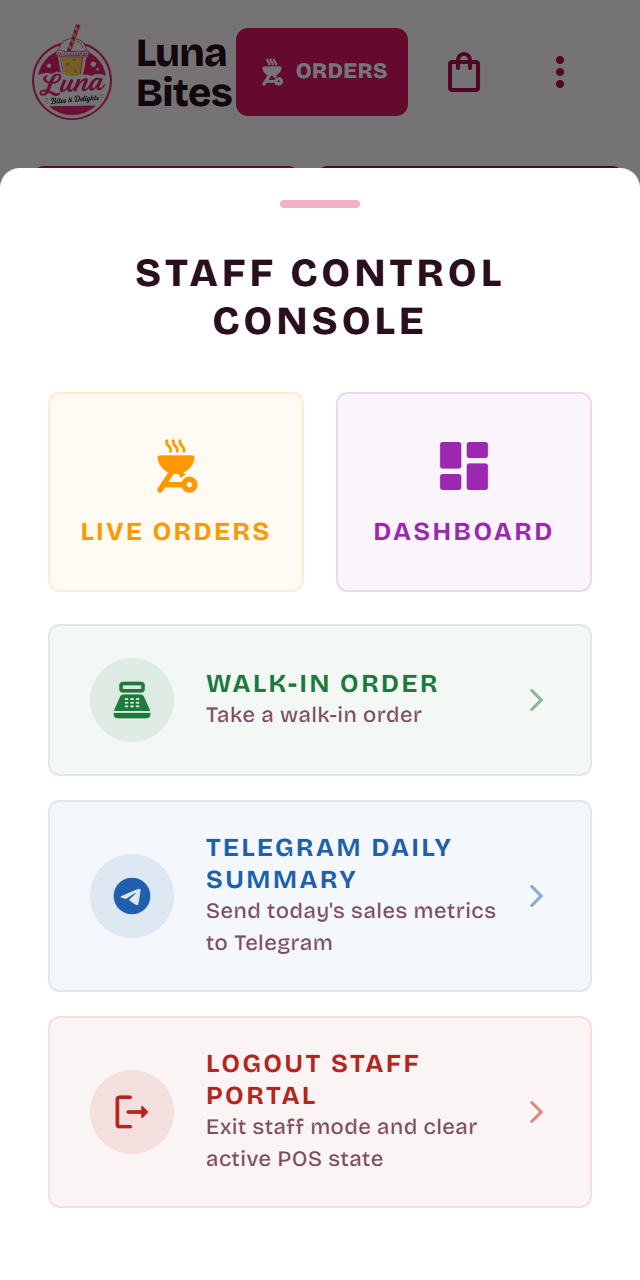 Luna
Bites & Delights
Luna
Bites
ORDERS
STAFF CONTROL
CONSOLE
LIVE ORDERS
DASHBOARD
WALK-IN ORDER
Take a walk-in order
TELEGRAM DAILY
SUMMARY
Send today's sales metrics
to Telegram
LOGOUT STAFF
PORTAL
Exit staff mode and clear
active POS state